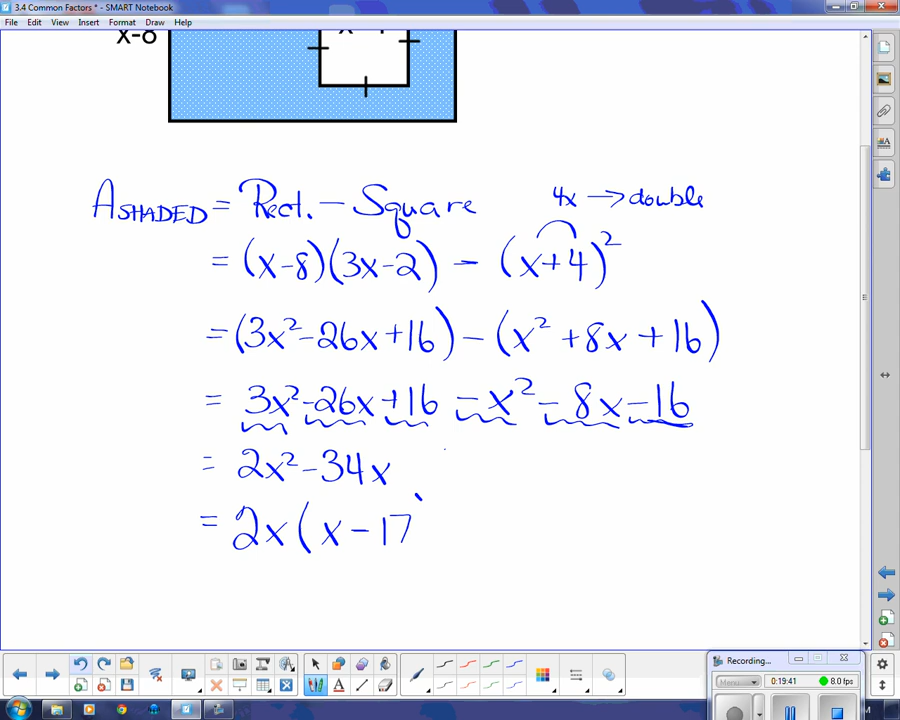 3.4 Common Factors * - SMART Notebook
File Edit View Insert Format Draw Help
x-8
A SHADED = Rect. - Square
4x → double
= (x-8)(3x-2) - (x+4)²
= (3x²-26x+16) - (x²+8x+16)
= 3x²-26x+16 -x²-8x-16
= 2x²-34x
= 2x(x-17
Recording...
Menu
0:19:41
8.0 fps